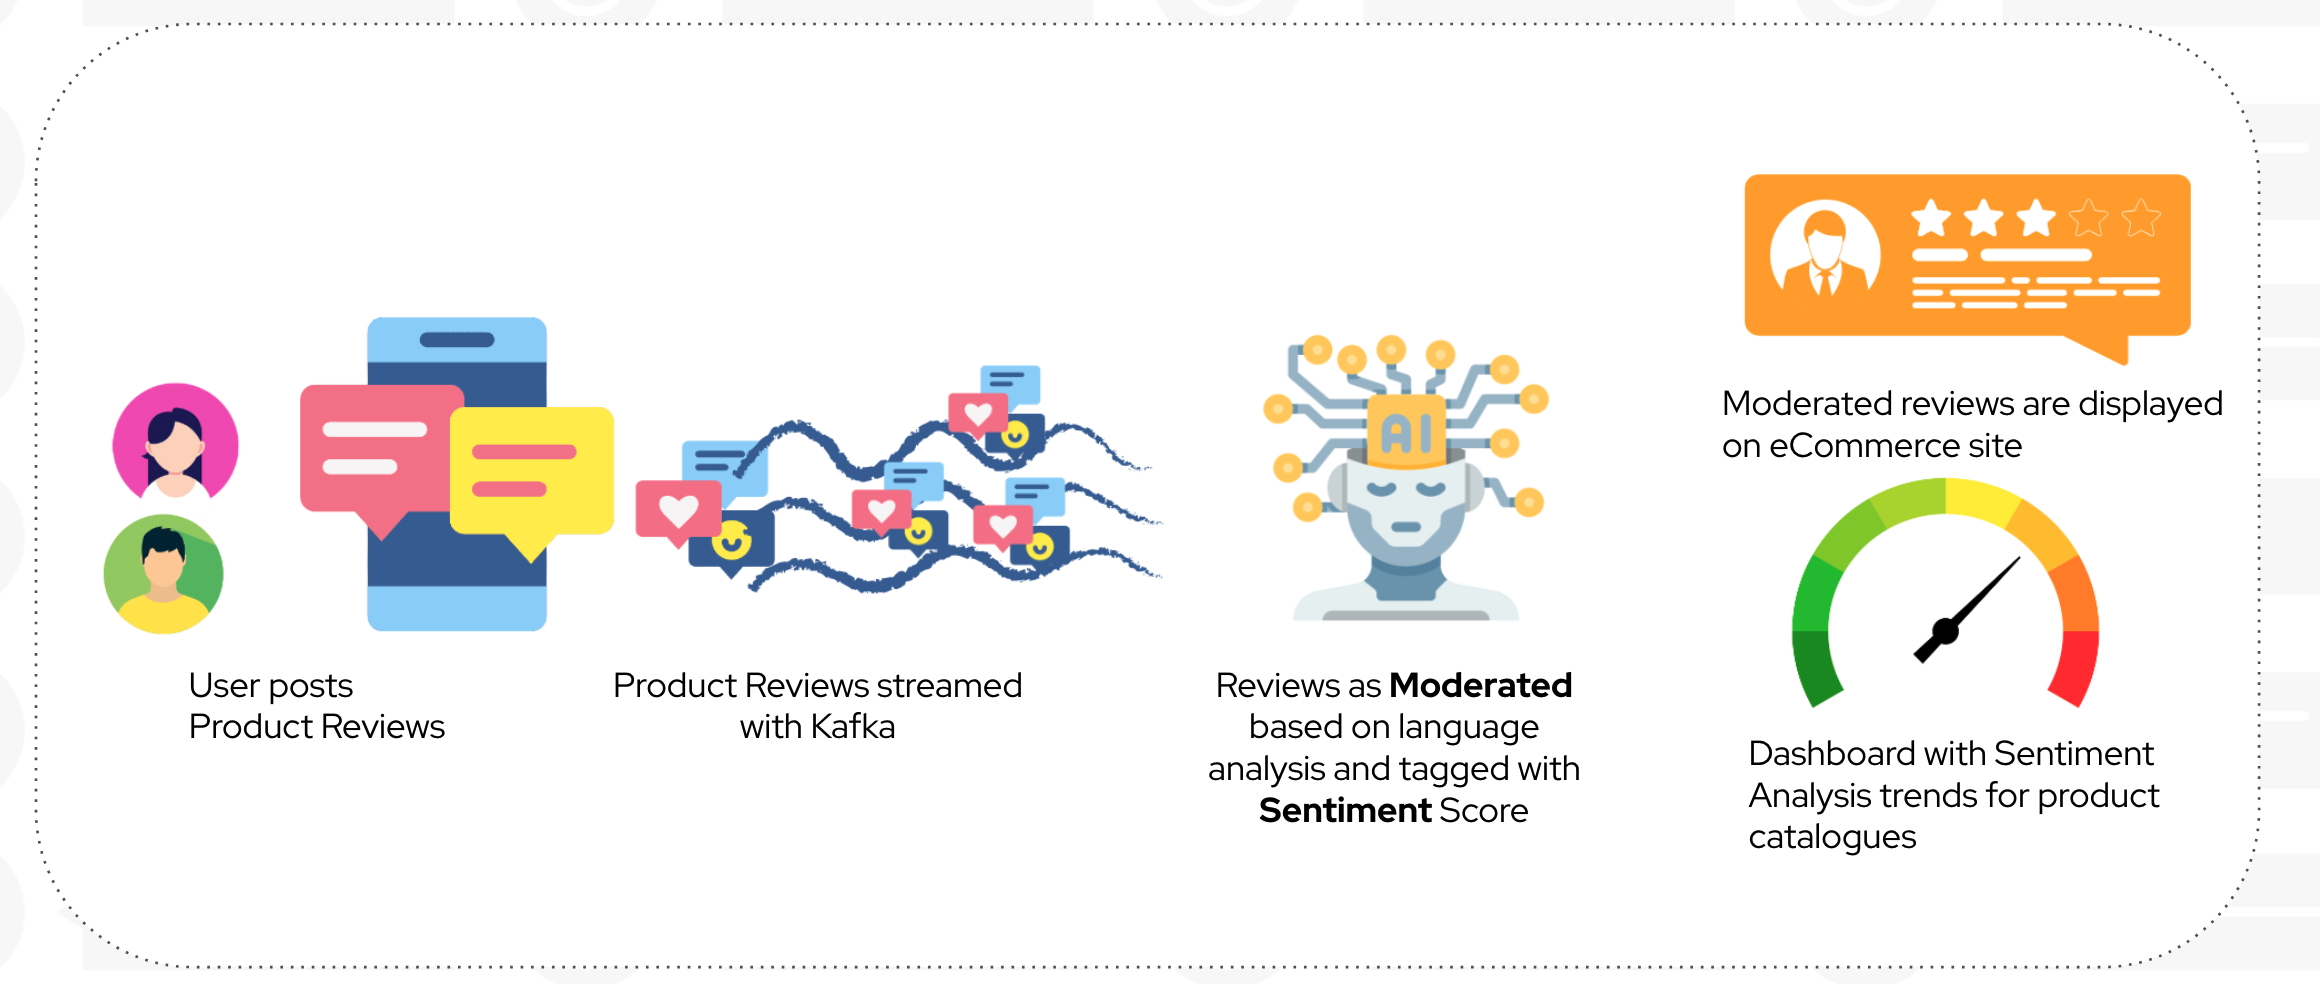 User posts
Product Reviews
Product Reviews streamed
with Kafka
AI
Reviews as Moderated
based on language
analysis and tagged with
Sentiment Score
Moderated reviews are displayed
on eCommerce site
Dashboard with Sentiment
Analysis trends for product
catalogues